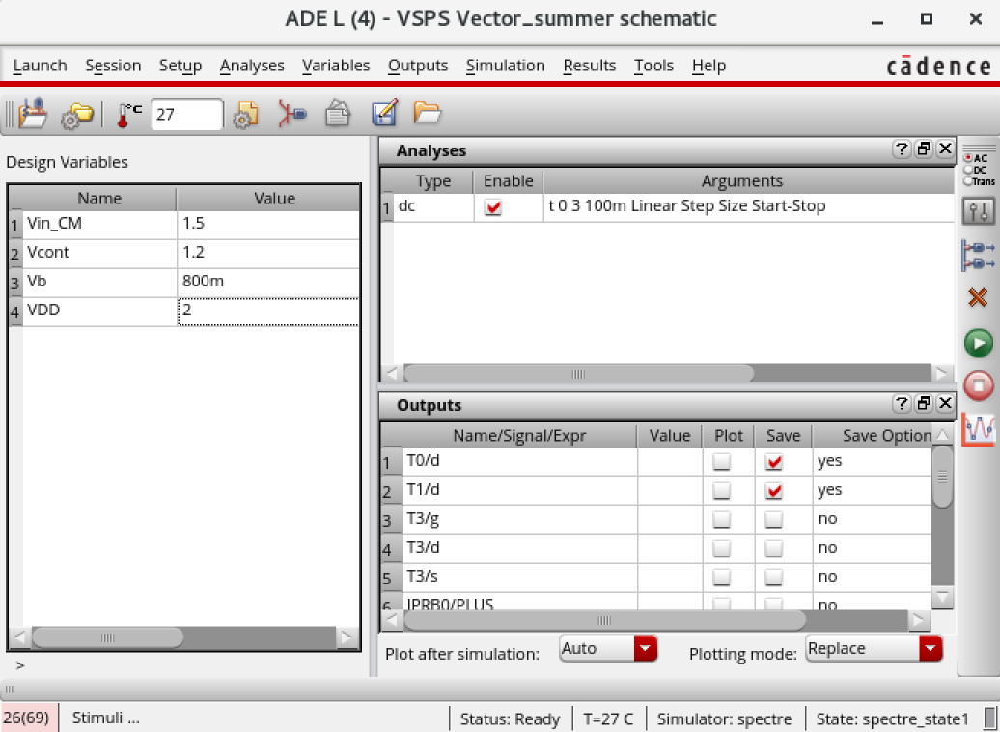 ADE L (4) - VSPS Vector_summer schematic
Launch Session Setup Analyses Variables Outputs Simulation Results Tools Help cādence
°C 27
Design Variables
Name Value
1 Vin_CM 1.5
2 Vcont 1.2
3 Vb 800m
4 VDD 2
>
Analyses ?
Type Enable Arguments
1 dc t 0 3 100m Linear Step Size Start-Stop
AC
DC
Trans
Outputs ?
Name/Signal/Expr Value Plot Save Save Option
1 T0/d yes
2 T1/d yes
3 T3/g no
4 T3/d no
5 T3/s no
6 IPRB0/PLUS no
Plot after simulation: Auto Plotting mode: Replace
26(69) Stimuli ... Status: Ready T=27 C Simulator: spectre State: spectre_state1